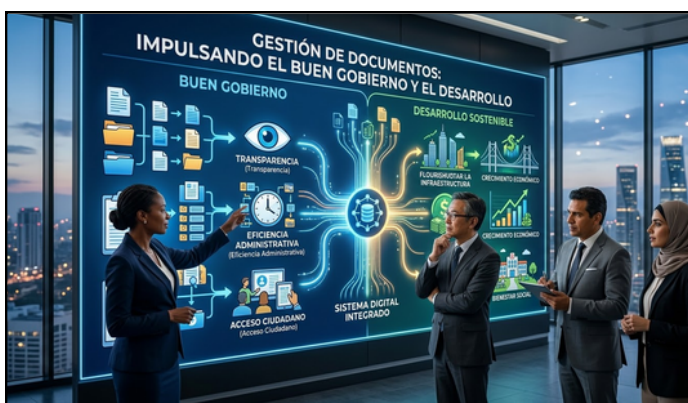 GESTIÓN DE DOCUMENTOS:
IMPULSANDO EL BUEN GOBIERNO Y EL DESARROLLO
BUEN GOBIERNO
TRANSPARENCIA
(Transparencia)
EFICIENCIA
ADMINISTRATIVA
(Eficiencia Administrativa)
ACCESO CIUDADANO
(Acceso Ciudadano)
SISTEMA DIGITAL
INTEGRADO
DESARROLLO SOSTENIBLE
FLOURISHUOTAR LA
INFRAESTRUCTURA
CRECIMIENTO ECONÓMICO
CRECIMIENTO ECONÓMICO
BIENESTAR SOCIAL